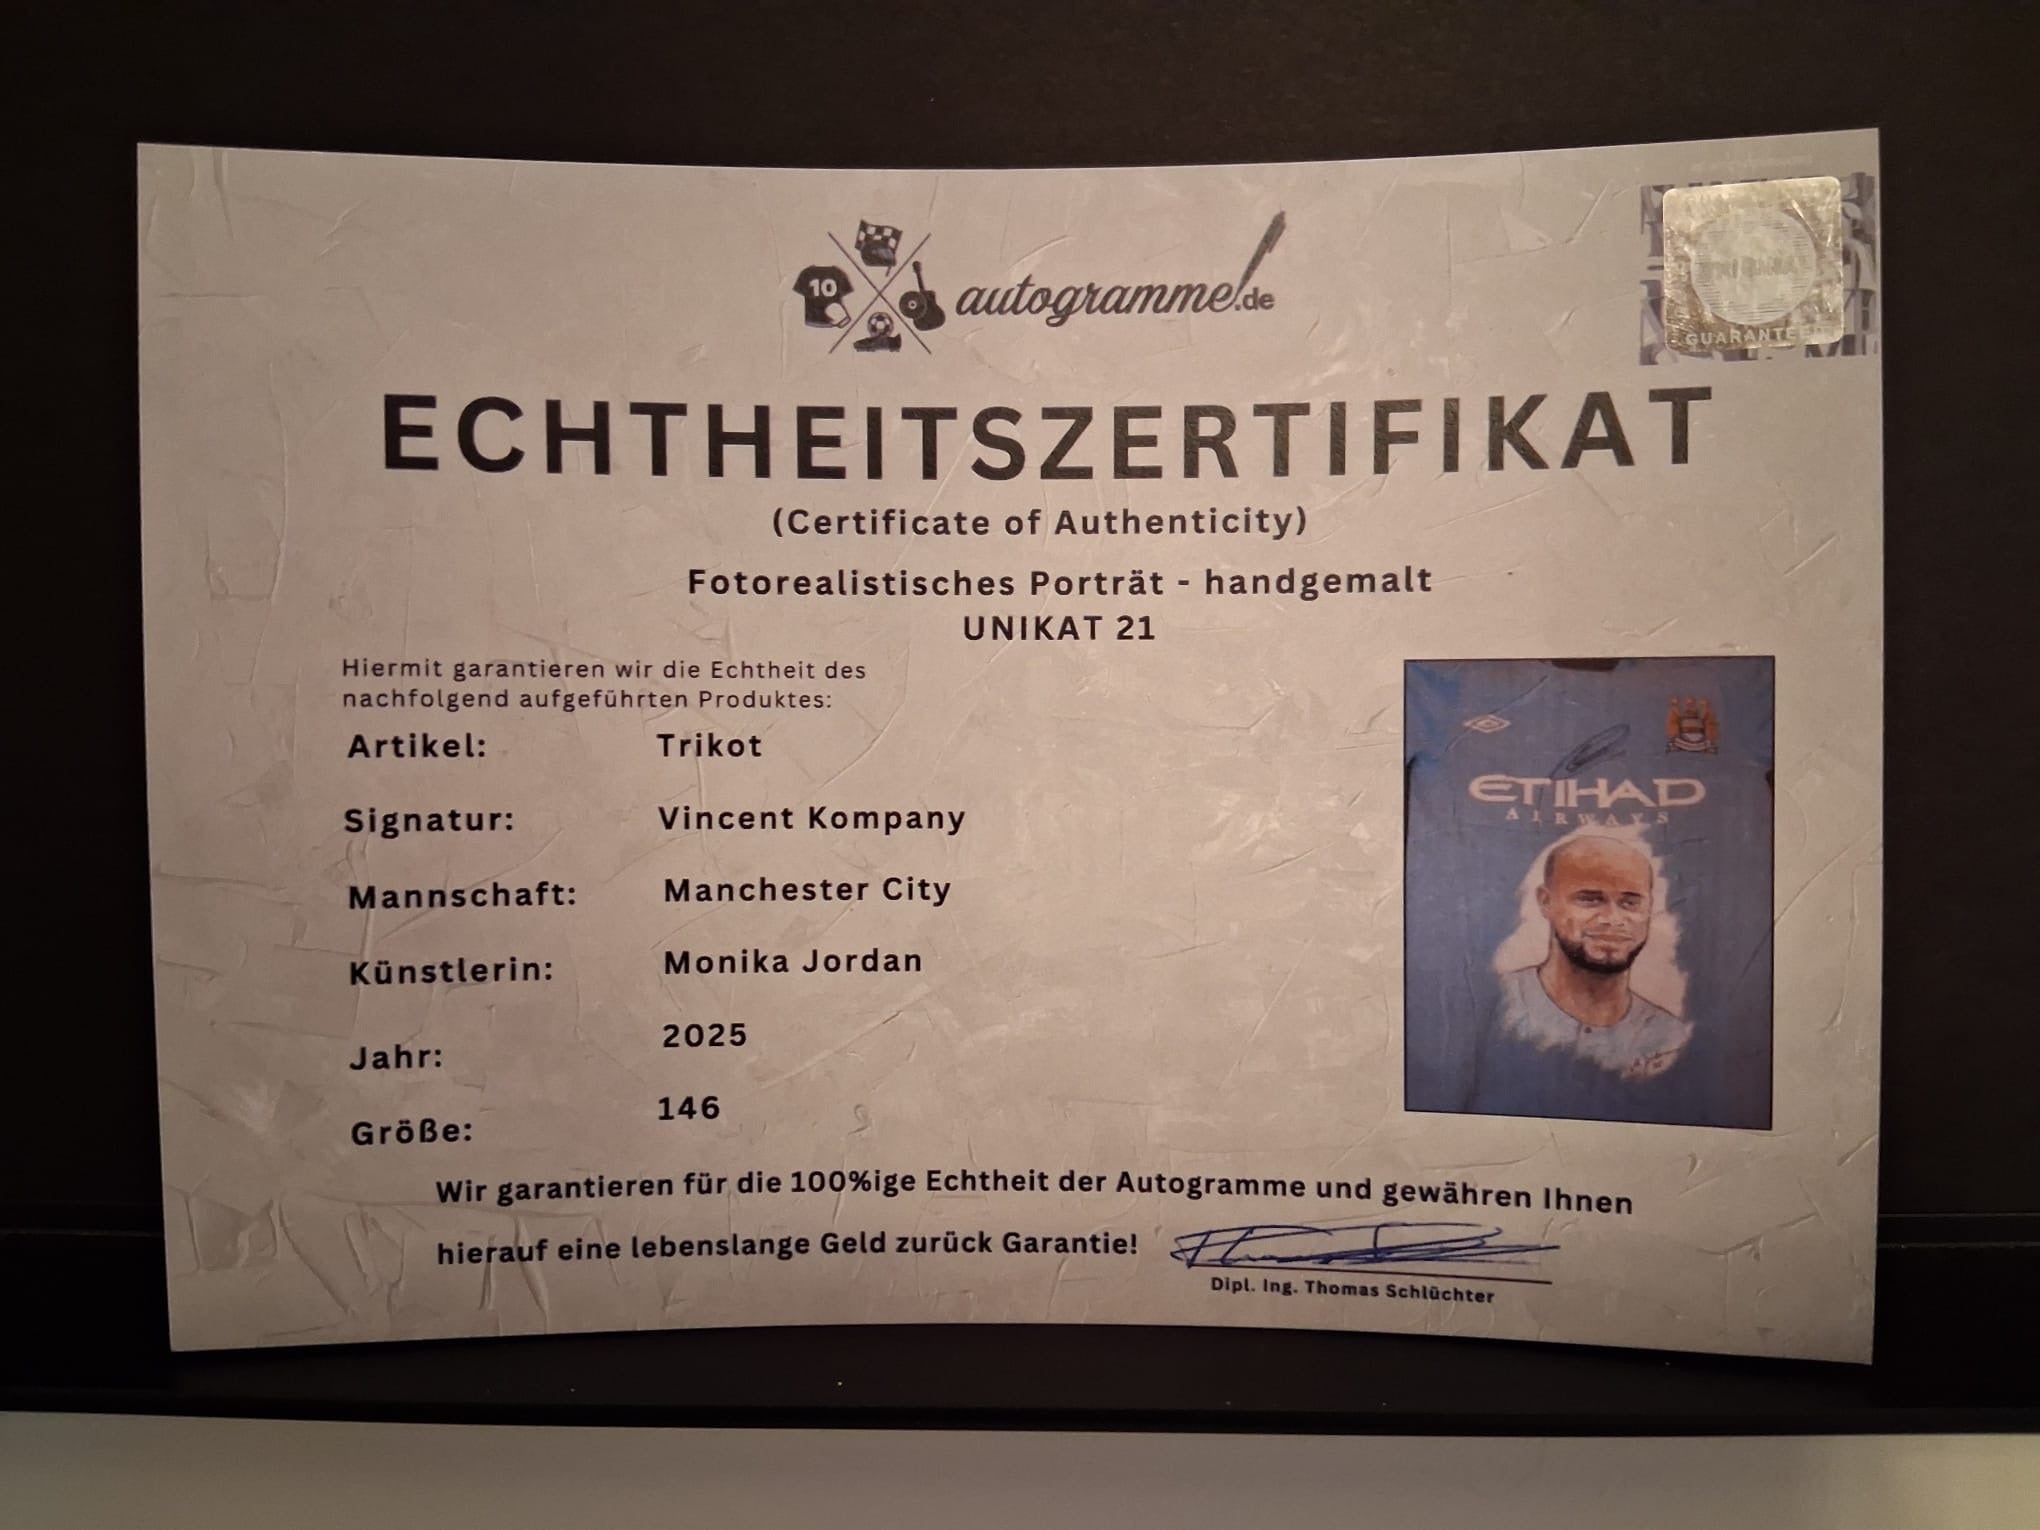 10
autogramme.de
GUARANTEE
ECHTHEITSZERTIFIKAT
(Certificate of Authenticity)
Fotorealistisches Porträt - handgemalt
UNIKAT 21
Hiermit garantieren wir die Echtheit des
nachfolgend aufgeführten Produktes:
Artikel: Trikot
Signatur: Vincent Kompany
Mannschaft: Manchester City
Künstlerin: Monika Jordan
Jahr: 2025
Größe: 146
ETIHAD
AIRWAYS
Wir garantieren für die 100%ige Echtheit der Autogramme und gewähren Ihnen
hierauf eine lebenslange Geld zurück Garantie!
Dipl. Ing. Thomas Schlüchter